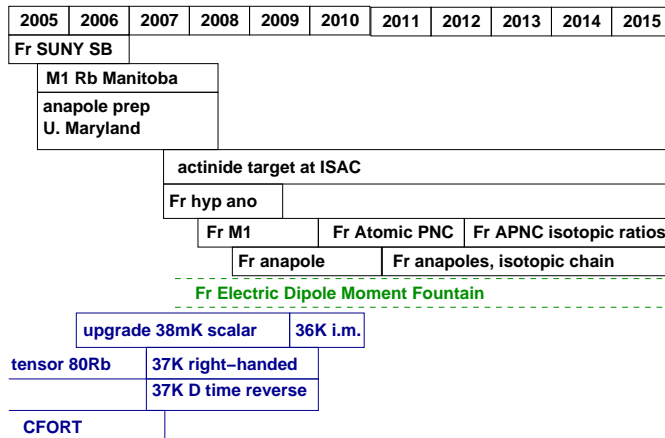 2005 2006 2007 2008 2009 2010 2011 2012 2013 2014 2015
Fr SUNY SB
M1 Rb Manitoba
anapole prep
U. Maryland
actinide target at ISAC
Fr hyp ano
Fr M1 Fr Atomic PNC Fr APNC isotopic ratios
Fr anapole Fr anapoles, isotopic chain
Fr Electric Dipole Moment Fountain
upgrade 38mK scalar 36K i.m.
tensor 80Rb 37K right−handed
37K D time reverse
CFORT